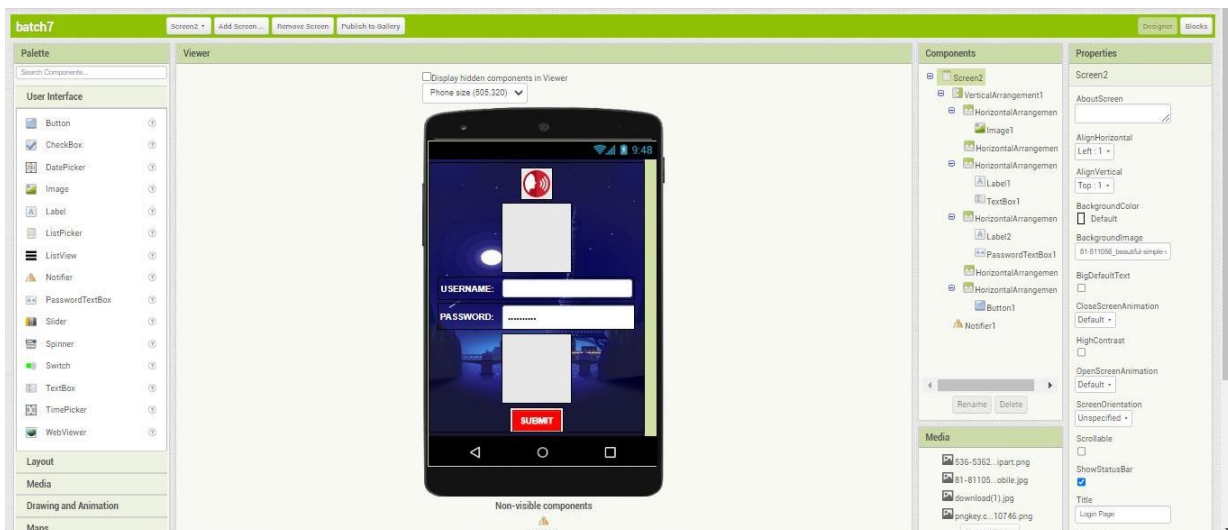 batch7
Screen2
Add Screen ...
Remove Screen
Publish to Gallery
Designer
Blocks
Palette
Search Components...
User Interface
Button
CheckBox
DatePicker
Image
Label
ListPicker
ListView
Notifier
PasswordTextBox
Slider
Spinner
Switch
TextBox
TimePicker
WebViewer
Layout
Media
Drawing and Animation
Maps
Viewer
Display hidden components in Viewer
Phone size (505,320)
9:48
USERNAME:
PASSWORD:
SUBMIT
Non-visible components
Components
Screen2
VerticalArrangement1
HorizontalArrangemen
Image1
HorizontalArrangemen
HorizontalArrangemen
Label1
TextBox1
HorizontalArrangemen
Label2
PasswordTextBox1
HorizontalArrangemen
HorizontalArrangemen
Button1
Notifier1
Rename
Delete
Media
536-5362...ipart.png
81-81105...obile.jpg
download(1).jpg
pngkey.c...10746.png
Properties
Screen2
AboutScreen
AlignHorizontal
Left : 1
AlignVertical
Top : 1
BackgroundColor
Default
BackgroundImage
81-811056_beautiful-simple-
BigDefaultText
CloseScreenAnimation
Default
HighContrast
OpenScreenAnimation
Default
ScreenOrientation
Unspecified
Scrollable
ShowStatusBar
Title
Login Page